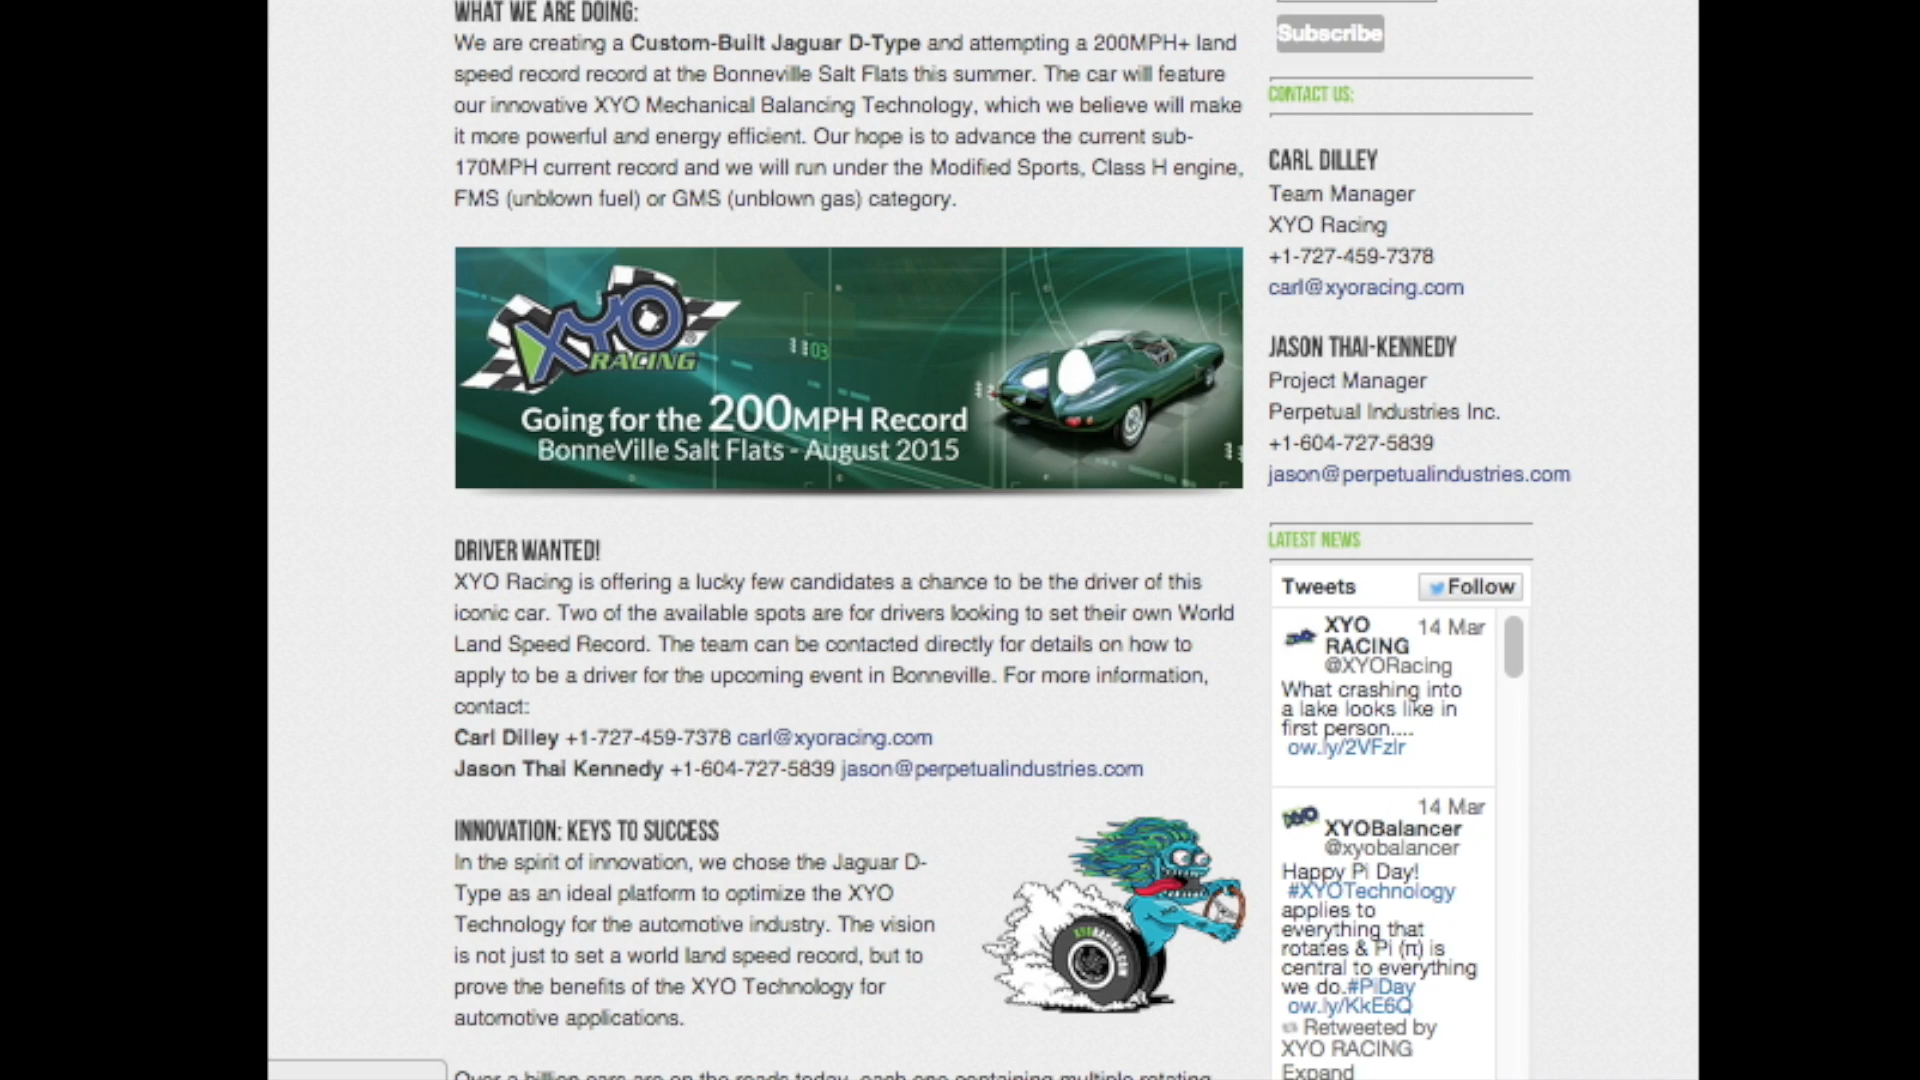 WHAT WE ARE DOING:
We are creating a Custom-Built Jaguar D-Type and attempting a 200MPH+ land
speed record record at the Bonneville Salt Flats this summer. The car will feature
our innovative XYO Mechanical Balancing Technology, which we believe will make
it more powerful and energy efficient. Our hope is to advance the current sub-
170MPH current record and we will run under the Modified Sports, Class H engine,
FMS (unblown fuel) or GMS (unblown gas) category.
XYO
RACING
03
Going for the 200MPH Record
BonneVille Salt Flats - August 2015
DRIVER WANTED!
XYO Racing is offering a lucky few candidates a chance to be the driver of this
iconic car. Two of the available spots are for drivers looking to set their own World
Land Speed Record. The team can be contacted directly for details on how to
apply to be a driver for the upcoming event in Bonneville. For more information,
contact:
Carl Dilley +1-727-459-7378 carl@xyoracing.com
Jason Thai Kennedy +1-604-727-5839 jason@perpetualindustries.com
INNOVATION: KEYS TO SUCCESS
In the spirit of innovation, we chose the Jaguar D-
Type as an ideal platform to optimize the XYO
Technology for the automotive industry. The vision
is not just to set a world land speed record, but to
prove the benefits of the XYO Technology for
automotive applications.
Over a billion cars are on the roads today, each one containing multiple rotating
Subscribe
CONTACT US:
CARL DILLEY
Team Manager
XYO Racing
+1-727-459-7378
carl@xyoracing.com
JASON THAI-KENNEDY
Project Manager
Perpetual Industries Inc.
+1-604-727-5839
jason@perpetualindustries.com
LATEST NEWS
Tweets Follow
XYO 14 Mar
RACING
@XYORacing
What crashing into
a lake looks like in
first person....
ow.ly/2VFzlr
14 Mar
XYOBalancer
@xyobalancer
Happy Pi Day!
#XYOTechnology
applies to
everything that
rotates & Pi (π) is
central to everything
we do.#PiDay
ow.ly/KkE6Q
Retweeted by
XYO RACING
Expand